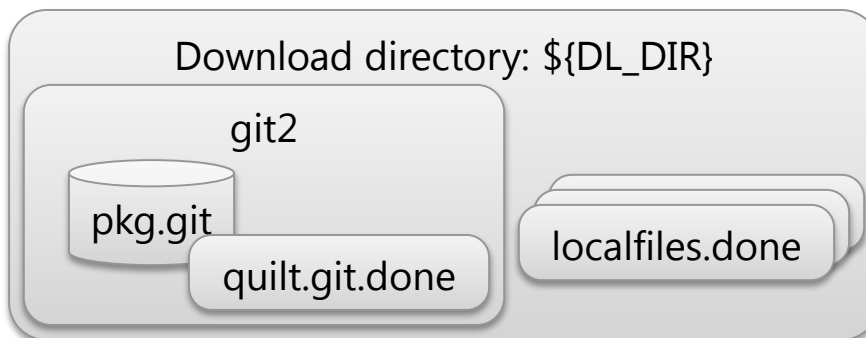 Download directory: ${DL_DIR}
git2
pkg.git
quilt.git.done
localfiles.done